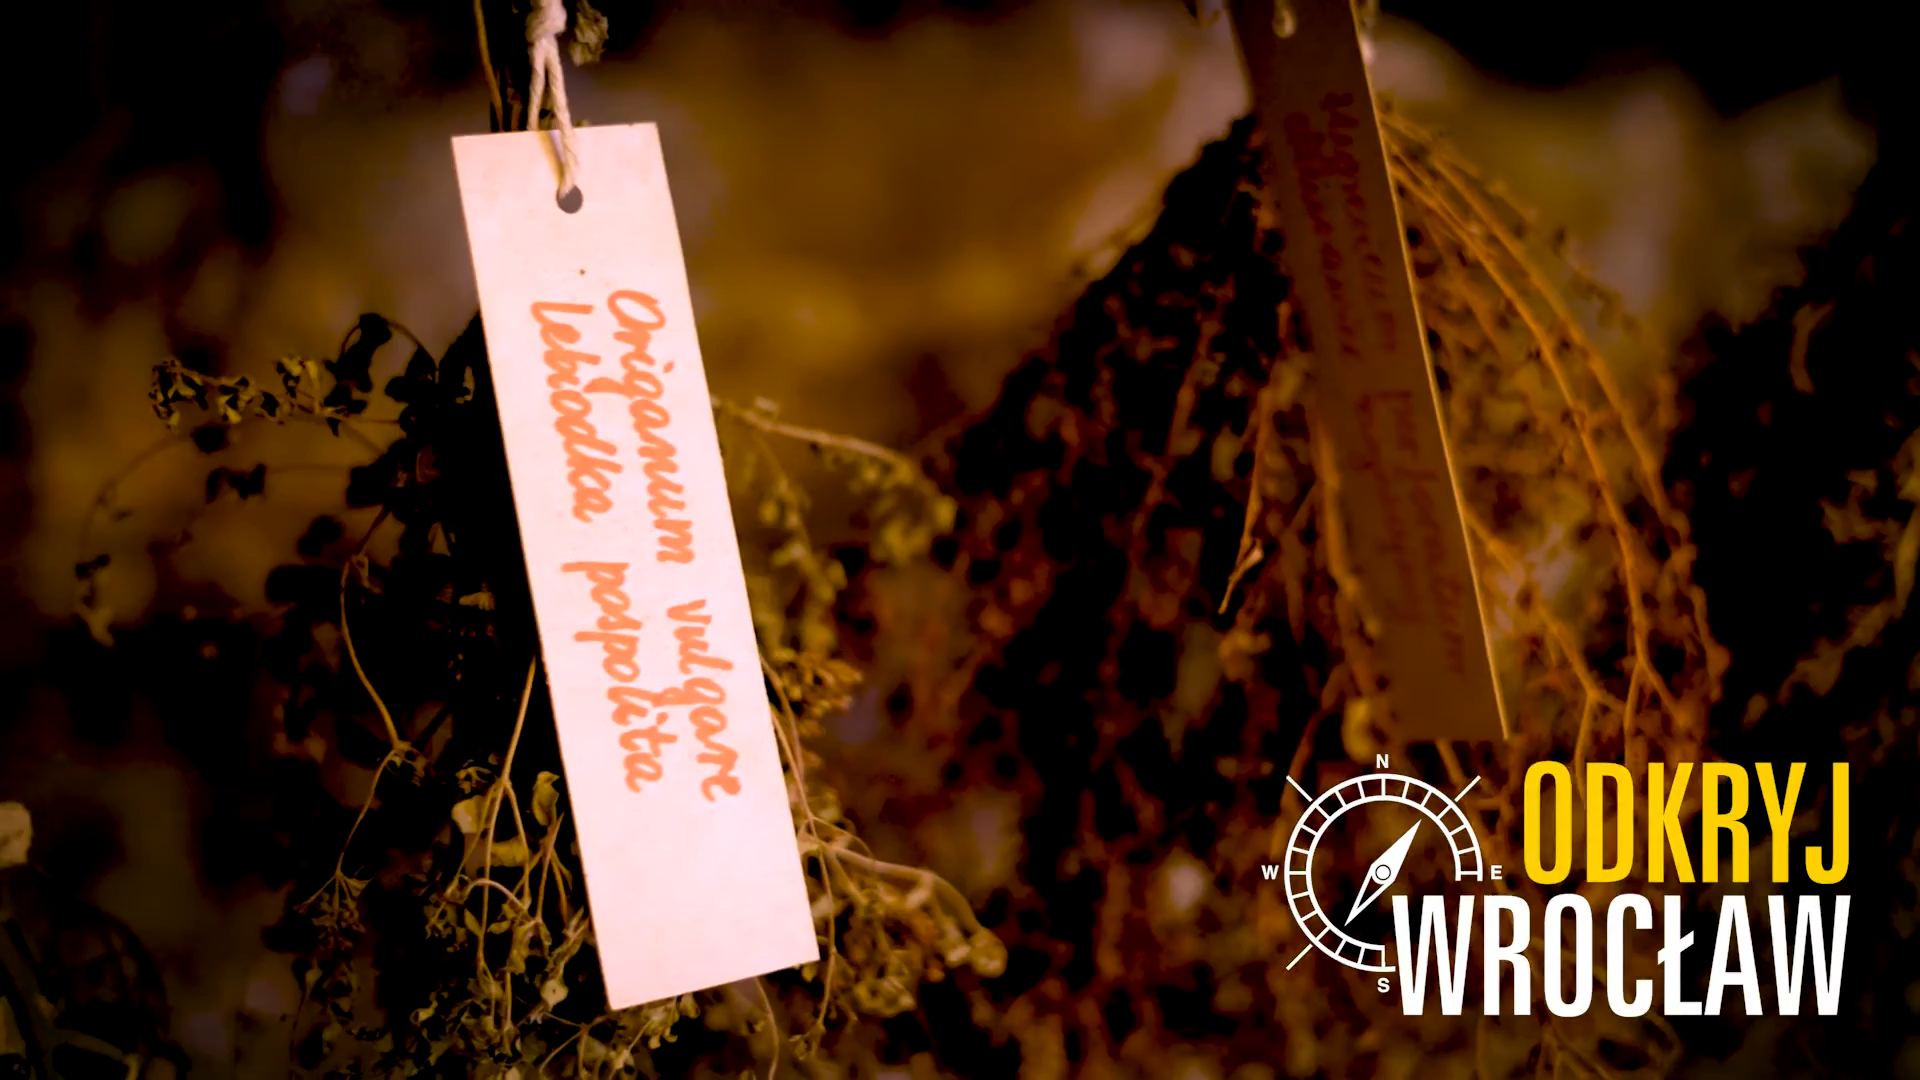 Origanum vulgare
Lebiodka pospolita
N
W
E
S
ODKRYJ
WROCŁAW